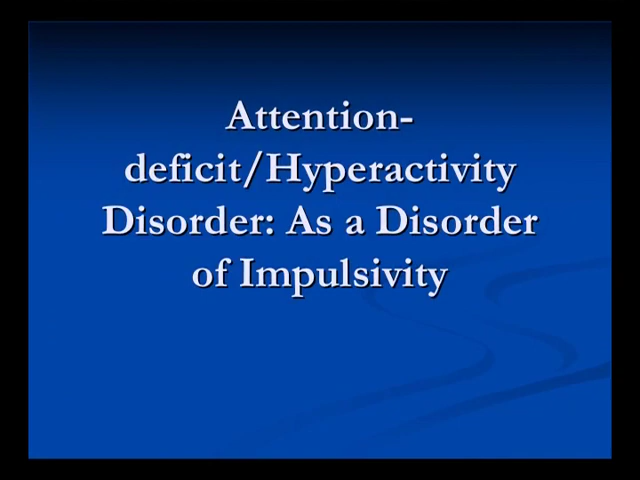 Attention-
deficit/Hyperactivity
Disorder: As a Disorder
of Impulsivity